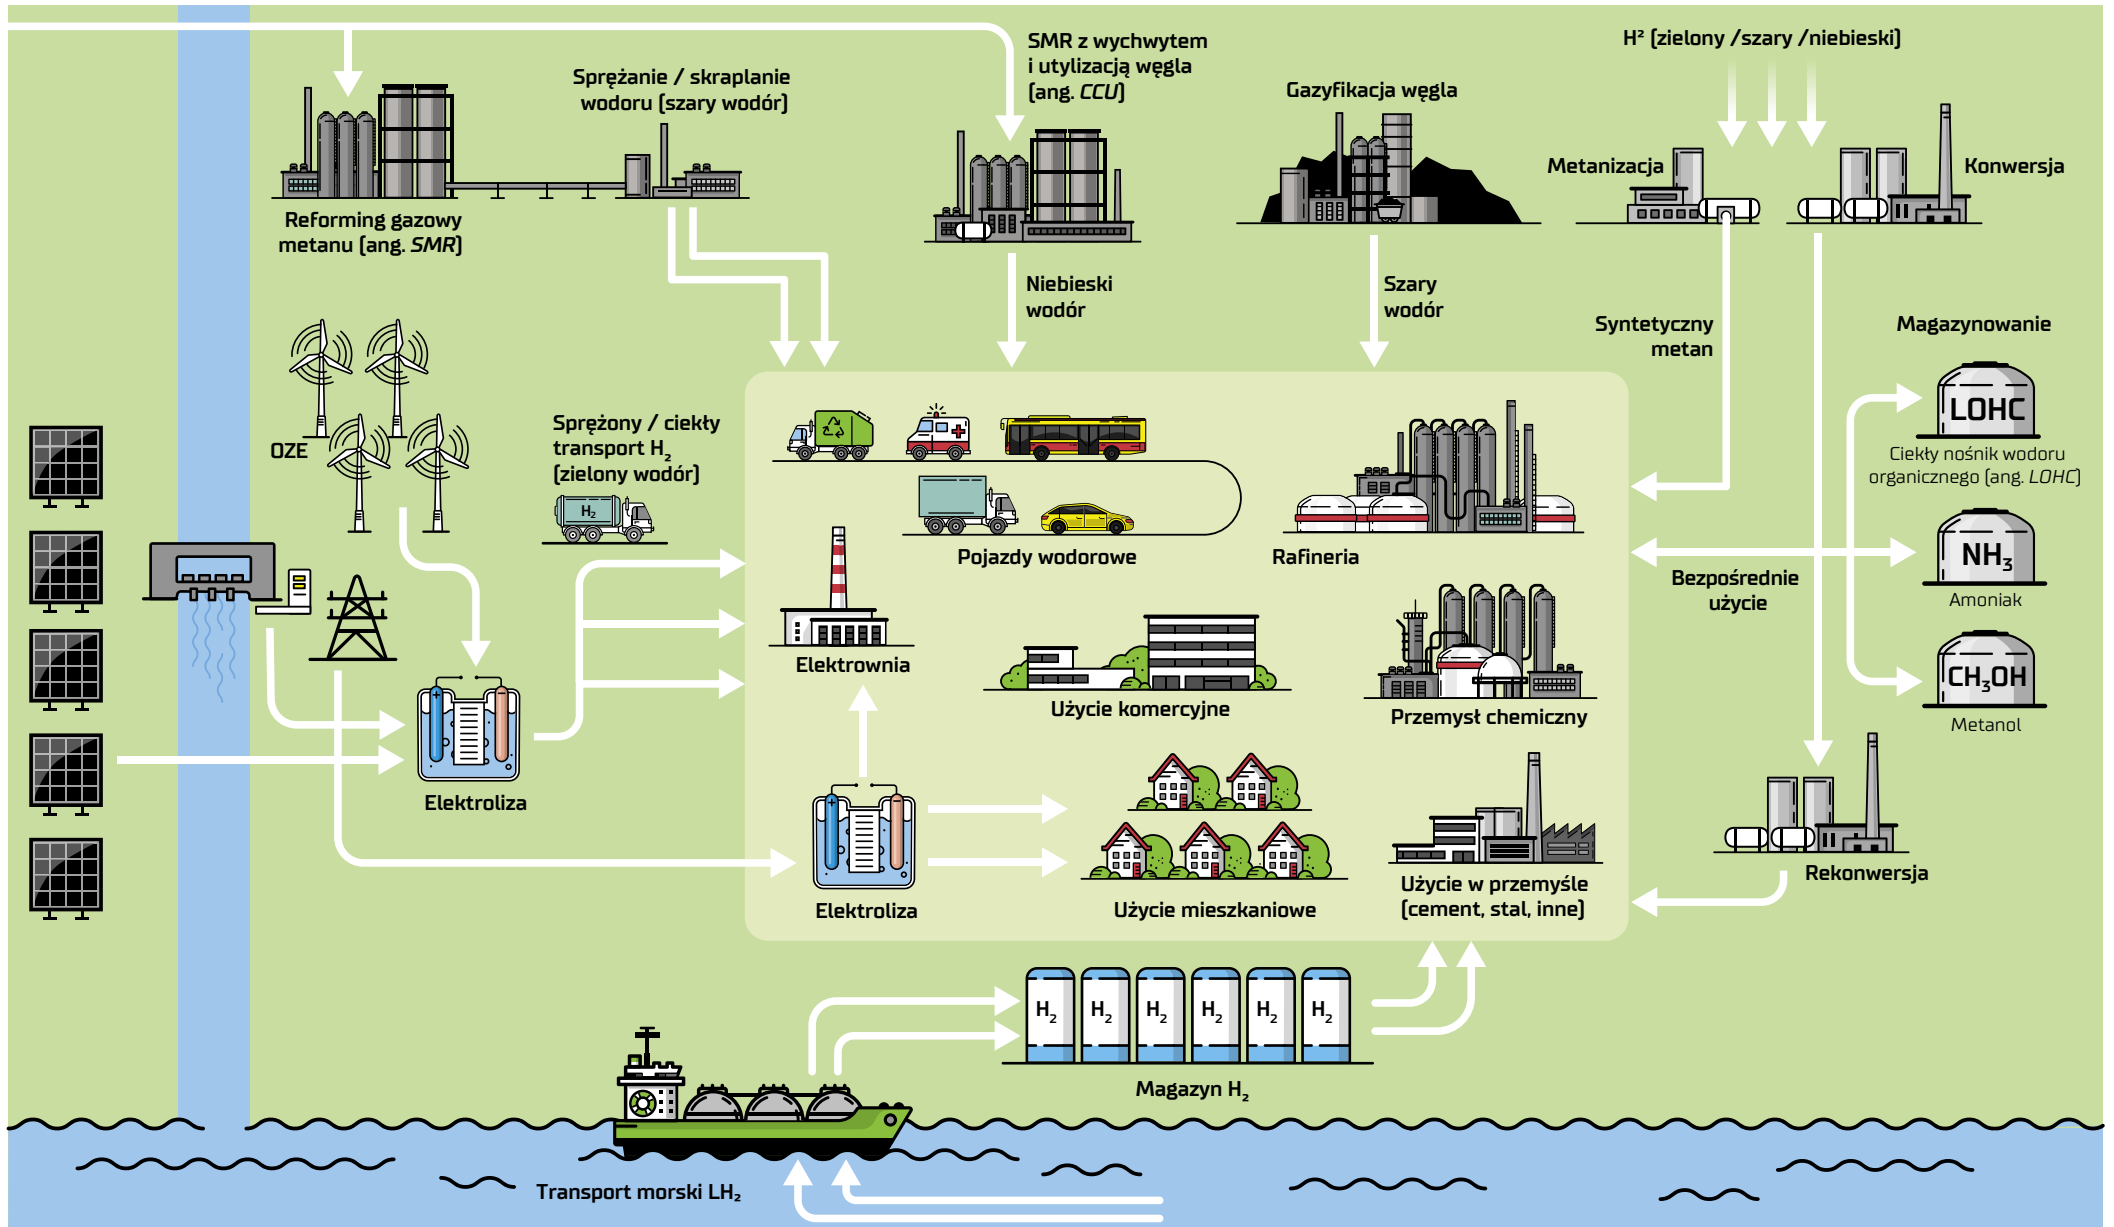 SMR z wychwytem
i utylizacją węgla
(ang. CCU)
H² (zielony /szary /niebieski)
Sprężanie / skraplanie
wodoru (szary wodór)
Gazyfikacja węgla
Metanizacja
Konwersja
Reforming gazowy
metanu (ang. SMR)
Niebieski
wodór
Szary
wodór
Syntetyczny
metan
Magazynowanie
LOHC
Ciekły nośnik wodoru
organicznego (ang. LOHC)
OZE
Sprężony / ciekły
transport H₂
(zielony wodór)
H₂
Pojazdy wodorowe
Rafineria
NH₃
Amoniak
Bezpośrednie
użycie
Elektrownia
Użycie komercyjne
Przemysł chemiczny
CH₃OH
Metanol
+ −
Elektroliza
+ −
Elektroliza
Użycie mieszkaniowe
Użycie w przemyśle
(cement, stal, inne)
Rekonwersja
H₂ H₂ H₂ H₂ H₂ H₂
Magazyn H₂
Transport morski LH₂